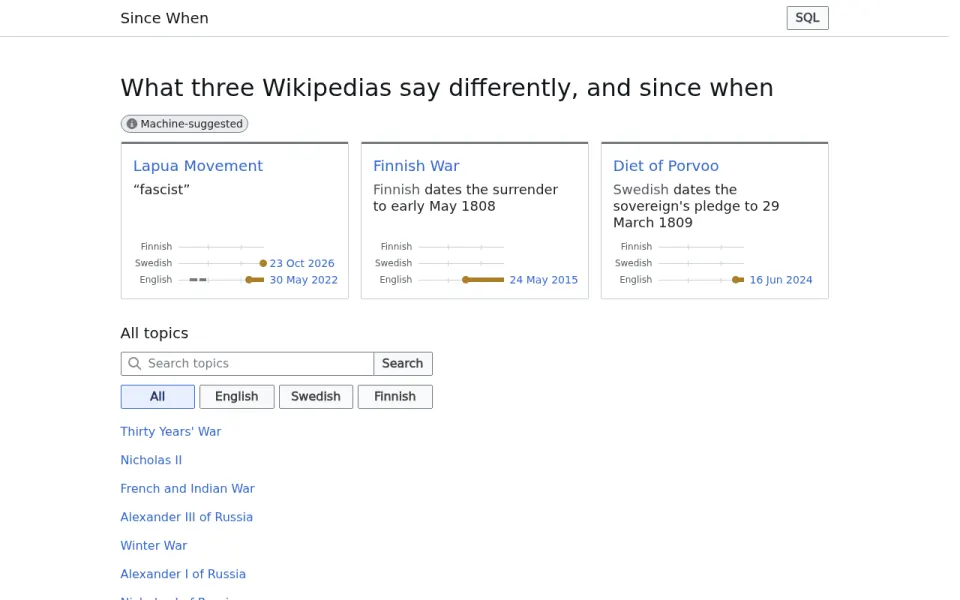 Since When
SQL
What three Wikipedias say differently, and since when
Machine-suggested
Lapua Movement
“fascist”
Finnish
Swedish 23 Oct 2026
English 30 May 2022
Finnish War
Finnish dates the surrender
to early May 1808
Finnish
Swedish
English 24 May 2015
Diet of Porvoo
Swedish dates the
sovereign's pledge to 29
March 1809
Finnish
Swedish
English 16 Jun 2024
All topics
Search topics
Search
All
English
Swedish
Finnish
Thirty Years' War
Nicholas II
French and Indian War
Alexander III of Russia
Winter War
Alexander I of Russia